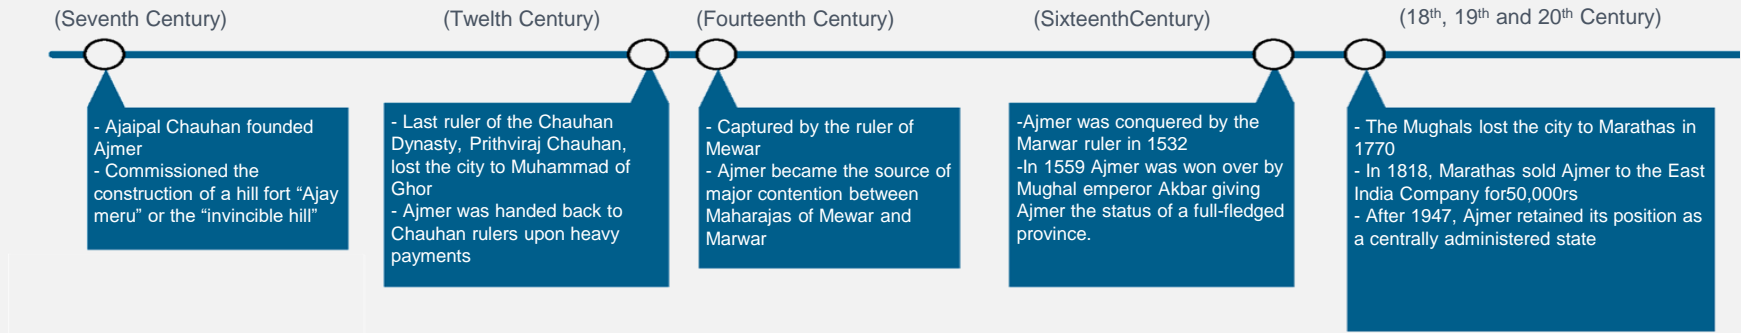 (Seventh Century)
(Twelth Century)
(Fourteenth Century)
(SixteenthCentury)
(18th, 19th and 20th Century)
- Ajaipal Chauhan founded
Ajmer
- Commissioned the
construction of a hill fort “Ajay
meru” or the “invincible hill”
- Last ruler of the Chauhan
Dynasty, Prithviraj Chauhan,
lost the city to Muhammad of
Ghor
- Ajmer was handed back to
Chauhan rulers upon heavy
payments
- Captured by the ruler of
Mewar
- Ajmer became the source of
major contention between
Maharajas of Mewar and
Marwar
-Ajmer was conquered by the
Marwar ruler in 1532
-In 1559 Ajmer was won over by
Mughal emperor Akbar giving
Ajmer the status of a full-fledged
province.
- The Mughals lost the city to Marathas in
1770
- In 1818, Marathas sold Ajmer to the East
India Company for50,000rs
- After 1947, Ajmer retained its position as
a centrally administered state